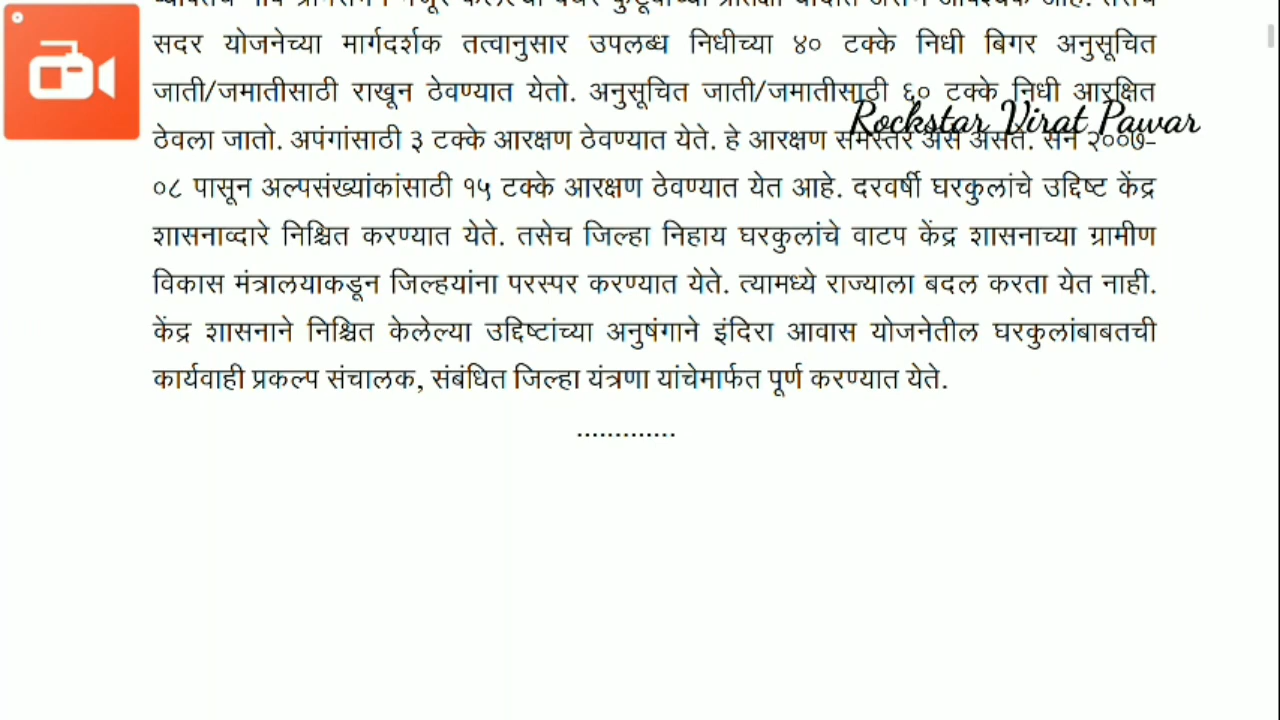 सदर योजनेच्या मार्गदर्शक तत्वानुसार उपलब्ध निधीच्या ४० टक्के निधी बिगर अनुसूचित
जाती/जमातीसाठी राखून ठेवण्यात येतो. अनुसूचित जाती/जमातीसाठी ६० टक्के निधी आरक्षित
Rockstar Virat Pawar
ठेवला जातो. अपंगांसाठी ३ टक्के आरक्षण ठेवण्यात येते. हे आरक्षण समस्तर असे असते. सन २००७-
०८ पासून अल्पसंख्यांकांसाठी १५ टक्के आरक्षण ठेवण्यात येत आहे. दरवर्षी घरकुलांचे उद्दिष्ट केंद्र
शासनाव्दारे निश्चित करण्यात येते. तसेच जिल्हा निहाय घरकुलांचे वाटप केंद्र शासनाच्या ग्रामीण
विकास मंत्रालयाकडून जिल्हयांना परस्पर करण्यात येते. त्यामध्ये राज्याला बदल करता येत नाही.
केंद्र शासनाने निश्चित केलेल्या उद्दिष्टांच्या अनुषंगाने इंदिरा आवास योजनेतील घरकुलांबाबतची
कार्यवाही प्रकल्प संचालक, संबंधित जिल्हा यंत्रणा यांचेमार्फत पूर्ण करण्यात येते.
.............